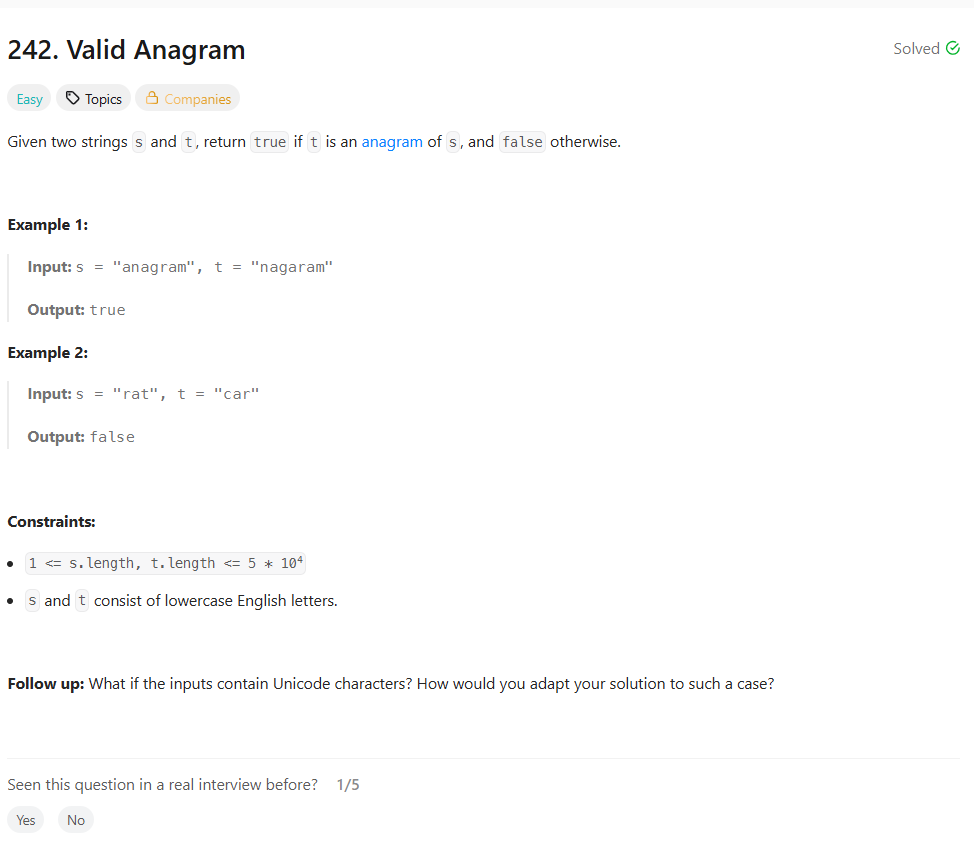 242. Valid Anagram
Solved
Easy
Topics
Companies
Given two strings s and t, return true if t is an anagram of s, and false otherwise.
Example 1:
Input: s = "anagram", t = "nagaram"
Output: true
Example 2:
Input: s = "rat", t = "car"
Output: false
Constraints:
• 1 <= s.length, t.length <= 5 * 10⁴
• s and t consist of lowercase English letters.
Follow up: What if the inputs contain Unicode characters? How would you adapt your solution to such a case?
Seen this question in a real interview before? 1/5
Yes No